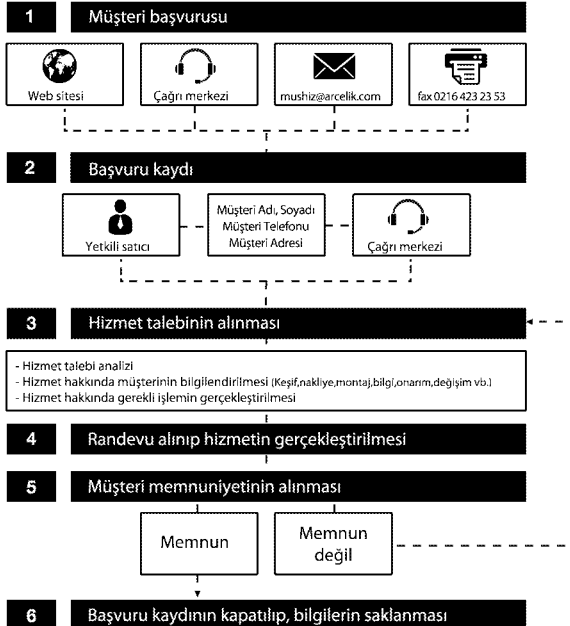 1 Müşteri başvurusu
Web sitesi
Çağrı merkezi
mushiz@arcelik.com
fax 0216 423 23 53
2 Başvuru kaydı
Yetkili satıcı
Müşteri Adı, Soyadı
Müşteri Telefonu
Müşteri Adresi
Çağrı merkezi
3 Hizmet talebinin alınması
- Hizmet talebi analizi
- Hizmet hakkında müşterinin bilgilendirilmesi (Keşif,nakliye,montaj,bilgi,onarım,değişim vb.)
- Hizmet hakkında gerekli işlemin gerçekleştirilmesi
4 Randevu alınıp hizmetin gerçekleştirilmesi
5 Müşteri memnuniyetinin alınması
Memnun
Memnun
değil
6 Başvuru kaydının kapatılıp, bilgilerin saklanması